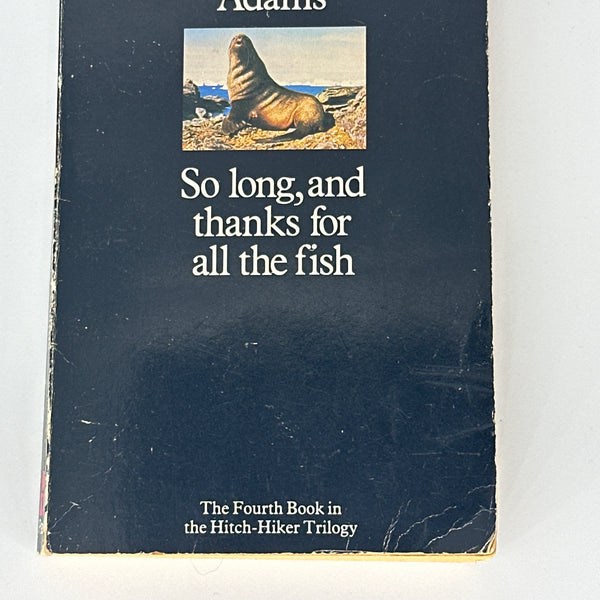 Adams
So long, and
thanks for
all the fish
The Fourth Book in
the Hitch-Hiker Trilogy